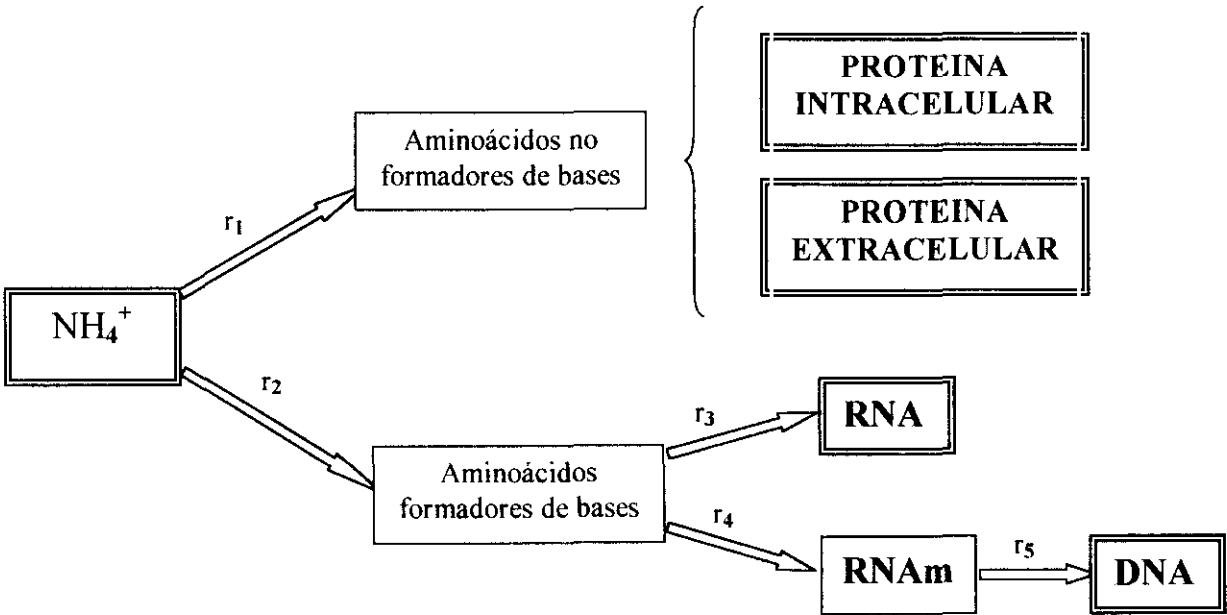 PROTEINA
INTRACELULAR
Aminoácidos no
formadores de bases
PROTEINA
EXTRACELULAR
r₁
NH₄⁺
r₂
r₃
RNA
Aminoácidos
formadores de bases
r₄
RNAm
r₅
DNA